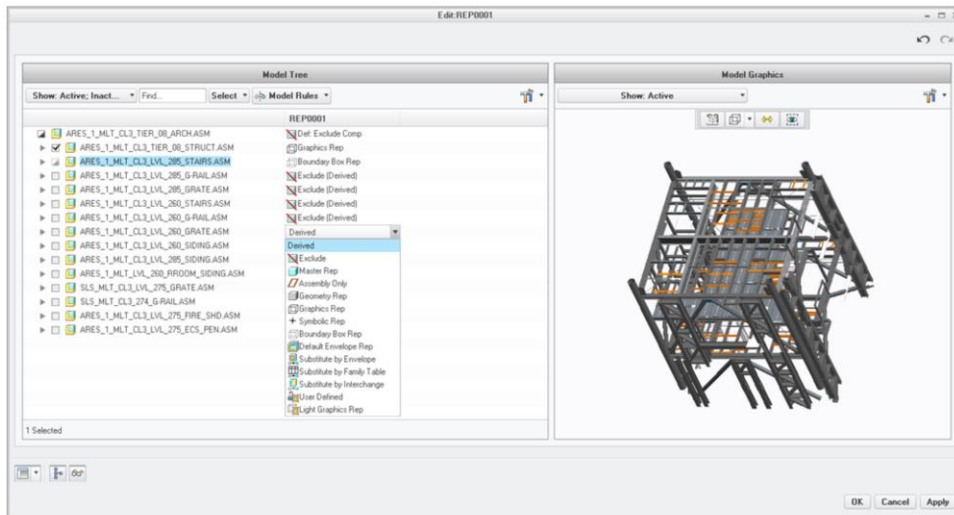 Edit:REP0001
Model Tree
Show: Active; Inact...
Find...
Select
Model Rules
REP0001
ARES_1_MLT_CL3_TIER_08_ARCH.ASM Def: Exclude Comp
ARES_1_MLT_CL3_TIER_08_STRUCT.ASM Graphics Rep
ARES_1_MLT_CL3_LVL_285_STAIRS.ASM Boundary Box Rep
ARES_1_MLT_CL3_LVL_285_G-RAIL.ASM Exclude (Derived)
ARES_1_MLT_CL3_LVL_285_GRATE.ASM Exclude (Derived)
ARES_1_MLT_CL3_LVL_260_STAIRS.ASM Exclude (Derived)
ARES_1_MLT_CL3_LVL_260_G-RAIL.ASM Exclude (Derived)
ARES_1_MLT_CL3_LVL_260_GRATE.ASM Derived
ARES_1_MLT_CL3_LVL_260_SIDING.ASM
ARES_1_MLT_CL3_LVL_285_SIDING.ASM
ARES_1_MLT_LVL_260_RROOM_SIDING.ASM
SLS_MLT_CL3_LVL_275_GRATE.ASM
SLS_MLT_CL3_274_G-RAIL.ASM
ARES_1_MLT_CL3_LVL_275_FIRE_SHD.ASM
ARES_1_MLT_CL3_LVL_275_ECS_PEN.ASM
Derived
Exclude
Master Rep
Assembly Only
Geometry Rep
Graphics Rep
Symbolic Rep
Boundary Box Rep
Default Envelope Rep
Substitute by Envelope
Substitute by Family Table
Substitute by Interchange
User Defined
Light Graphics Rep
1 Selected
Model Graphics
Show: Active
OK
Cancel
Apply